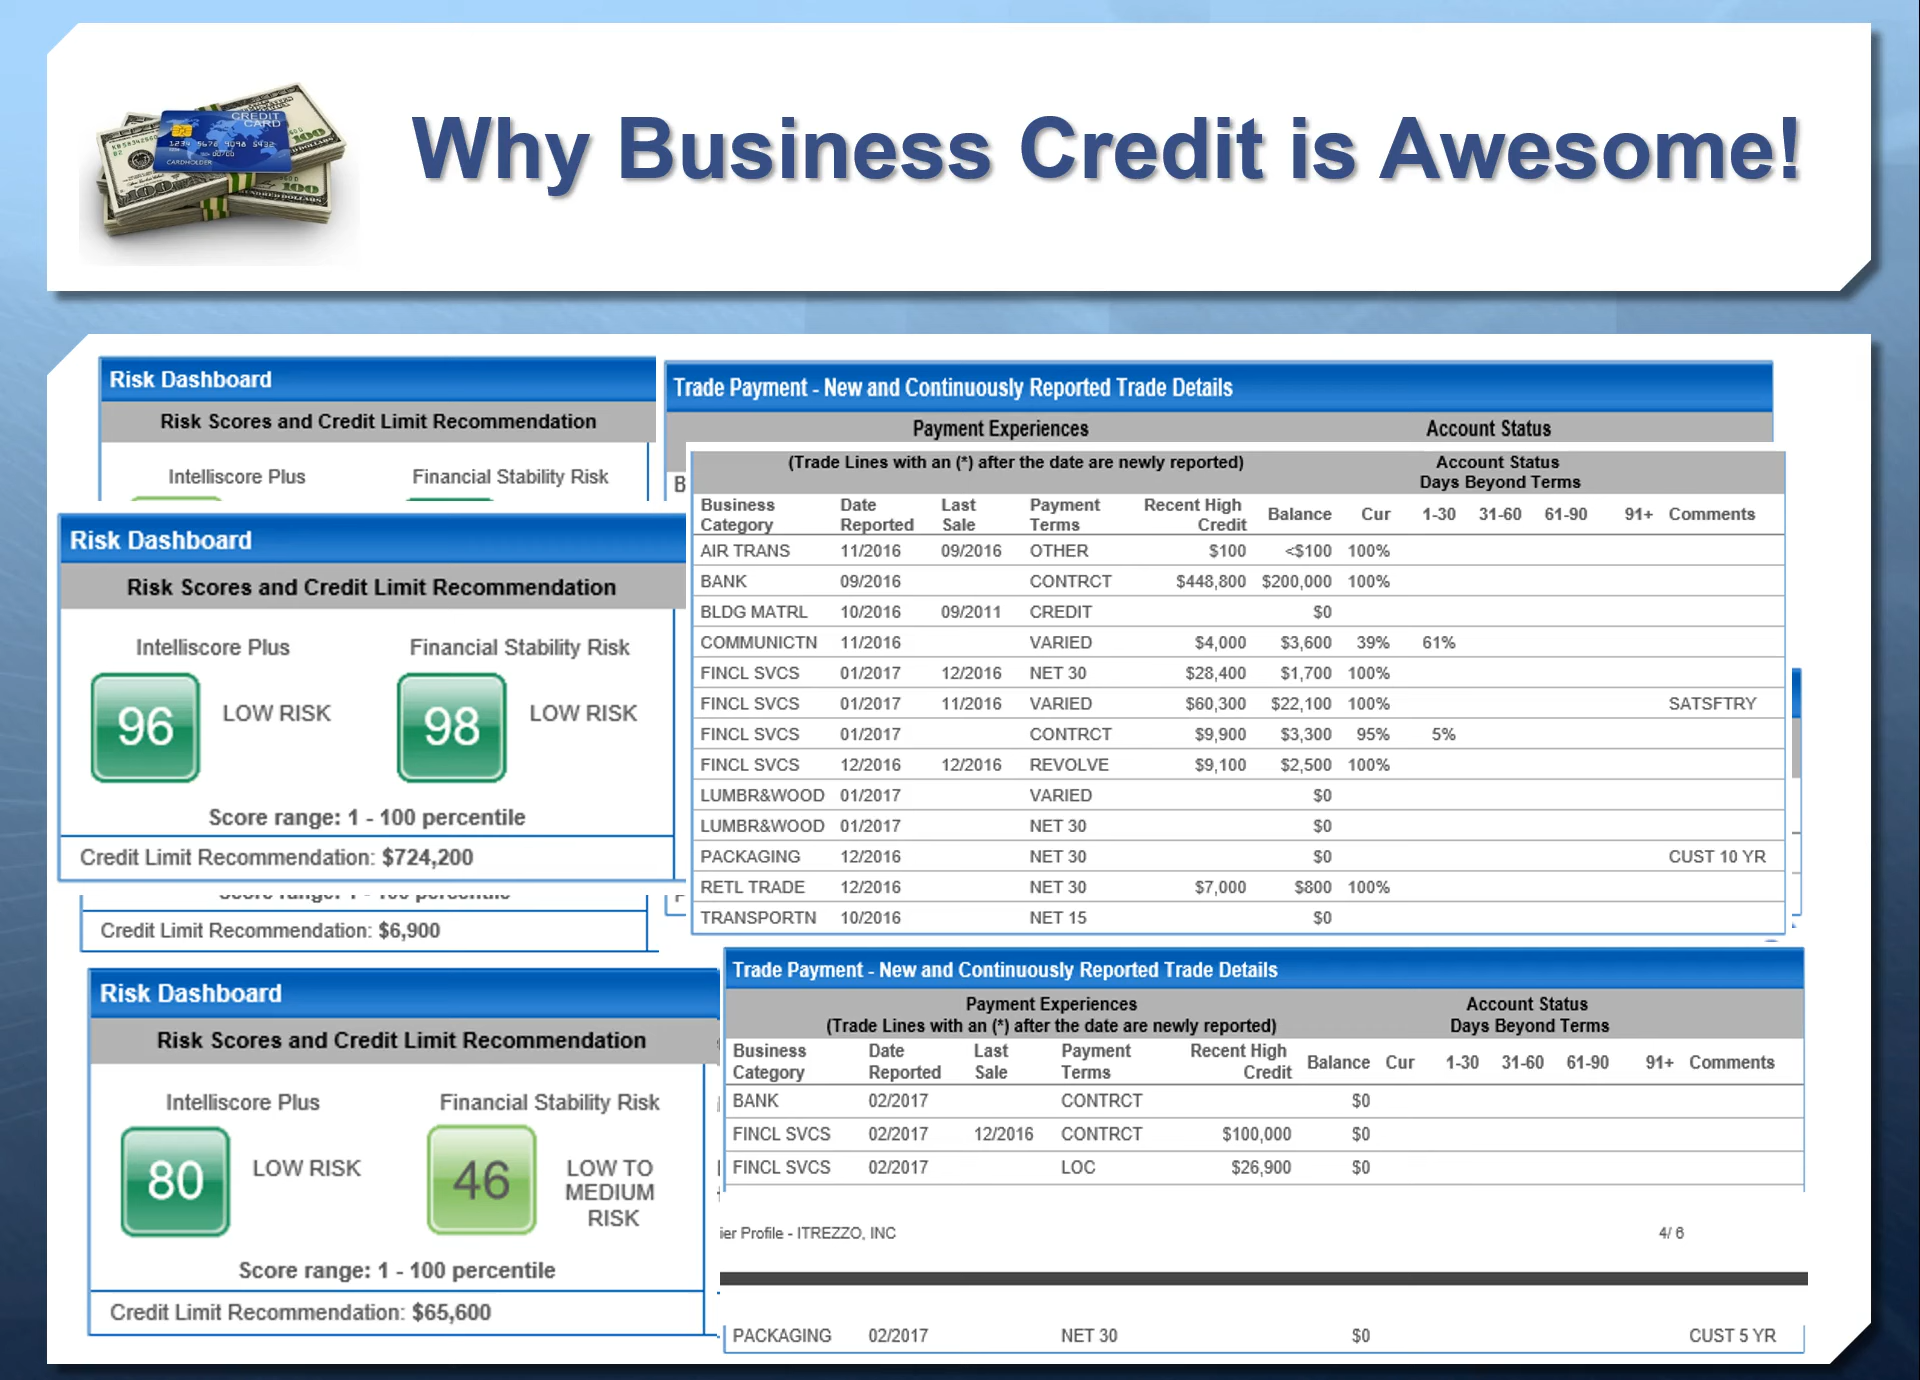 Why Business Credit is Awesome!
CREDIT
CARD
1234 5678 9098 5432
00/00
CARDHOLDER
100
100
100
Risk Dashboard
Risk Scores and Credit Limit Recommendation
Intelliscore Plus Financial Stability Risk
Risk Dashboard
Risk Scores and Credit Limit Recommendation
Intelliscore Plus Financial Stability Risk
96 LOW RISK 98 LOW RISK
Score range: 1 - 100 percentile
Credit Limit Recommendation: $724,200
Score range: 1 - 100 percentile
Credit Limit Recommendation: $6,900
Risk Dashboard
Risk Scores and Credit Limit Recommendation
Intelliscore Plus Financial Stability Risk
80 LOW RISK 46 LOW TO
MEDIUM
RISK
Score range: 1 - 100 percentile
Credit Limit Recommendation: $65,600
Trade Payment - New and Continuously Reported Trade Details
Payment Experiences Account Status
(Trade Lines with an (*) after the date are newly reported) Account Status
Days Beyond Terms
Business Date Last Payment Recent High
Category Reported Sale Terms Credit Balance Cur 1-30 31-60 61-90 91+ Comments
AIR TRANS 11/2016 09/2016 OTHER $100 <$100 100%
BANK 09/2016 CONTRCT $448,800 $200,000 100%
BLDG MATRL 10/2016 09/2011 CREDIT $0
COMMUNICTN 11/2016 VARIED $4,000 $3,600 39% 61%
FINCL SVCS 01/2017 12/2016 NET 30 $28,400 $1,700 100%
FINCL SVCS 01/2017 11/2016 VARIED $60,300 $22,100 100% SATSFTRY
FINCL SVCS 01/2017 CONTRCT $9,900 $3,300 95% 5%
FINCL SVCS 12/2016 12/2016 REVOLVE $9,100 $2,500 100%
LUMBR&WOOD 01/2017 VARIED $0
LUMBR&WOOD 01/2017 NET 30 $0
PACKAGING 12/2016 NET 30 $0 CUST 10 YR
RETL TRADE 12/2016 NET 30 $7,000 $800 100%
TRANSPORTN 10/2016 NET 15 $0
Trade Payment - New and Continuously Reported Trade Details
Payment Experiences Account Status
(Trade Lines with an (*) after the date are newly reported) Days Beyond Terms
Business Date Last Payment Recent High
Category Reported Sale Terms Credit Balance Cur 1-30 31-60 61-90 91+ Comments
BANK 02/2017 CONTRCT $0
FINCL SVCS 02/2017 12/2016 CONTRCT $100,000 $0
FINCL SVCS 02/2017 LOC $26,900 $0
ier Profile - ITREZZO, INC 4/ 6
PACKAGING 02/2017 NET 30 $0 CUST 5 YR